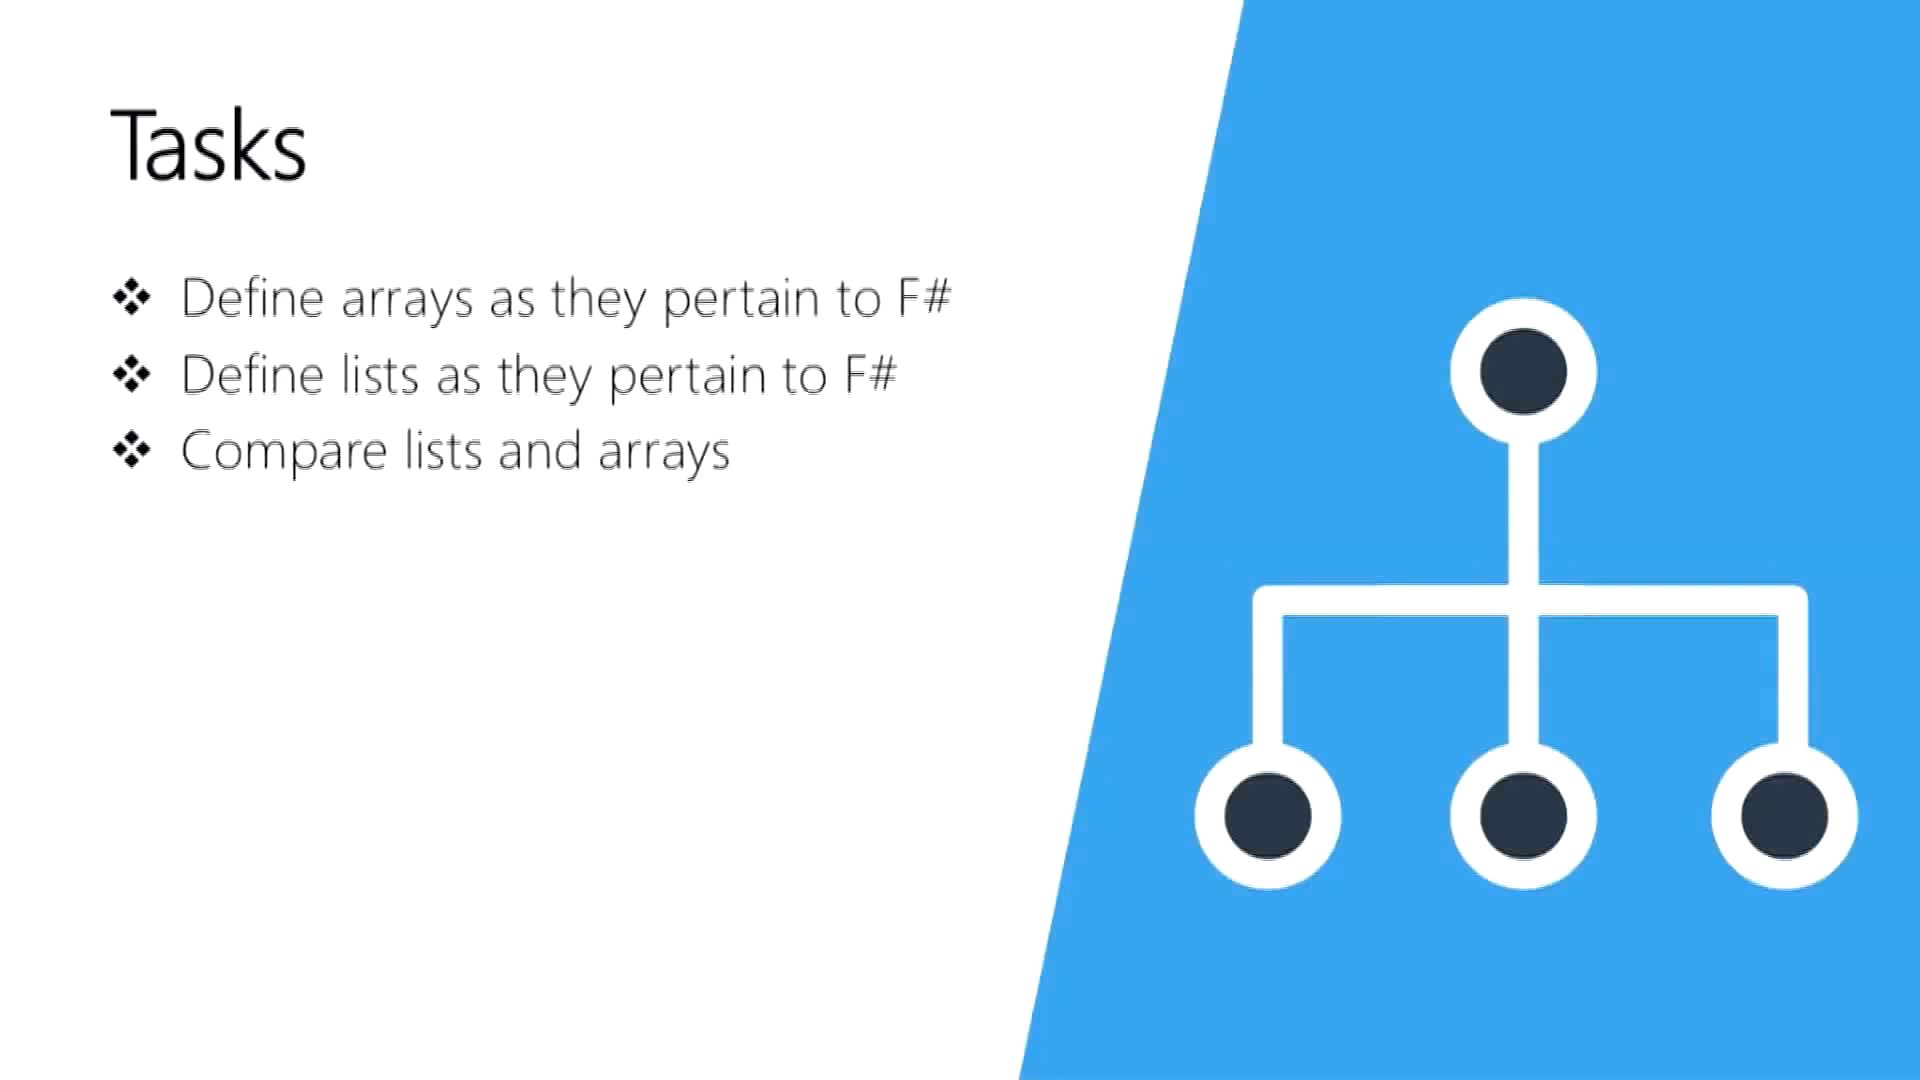 Tasks
❖ Define arrays as they pertain to F#
❖ Define lists as they pertain to F#
❖ Compare lists and arrays